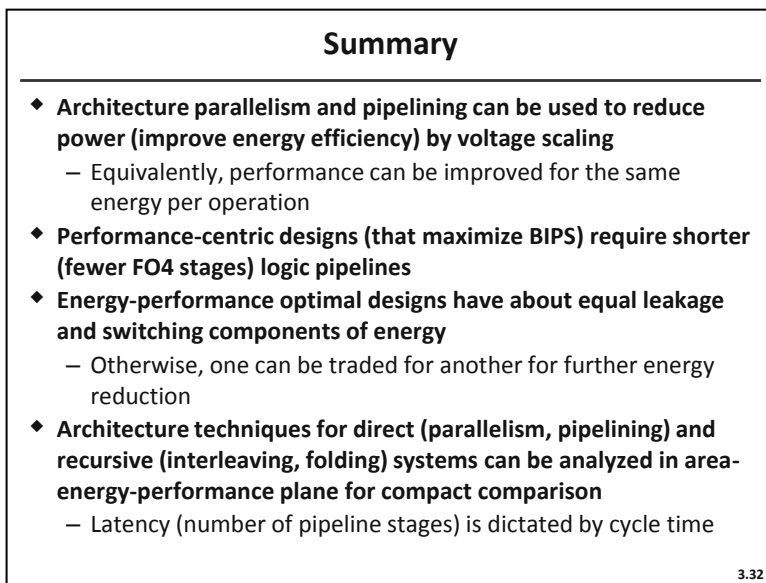 Summary
◆ Architecture parallelism and pipelining can be used to reduce
power (improve energy efficiency) by voltage scaling
– Equivalently, performance can be improved for the same
energy per operation
◆ Performance-centric designs (that maximize BIPS) require shorter
(fewer FO4 stages) logic pipelines
◆ Energy-performance optimal designs have about equal leakage
and switching components of energy
– Otherwise, one can be traded for another for further energy
reduction
◆ Architecture techniques for direct (parallelism, pipelining) and
recursive (interleaving, folding) systems can be analyzed in area-
energy-performance plane for compact comparison
– Latency (number of pipeline stages) is dictated by cycle time
3.32